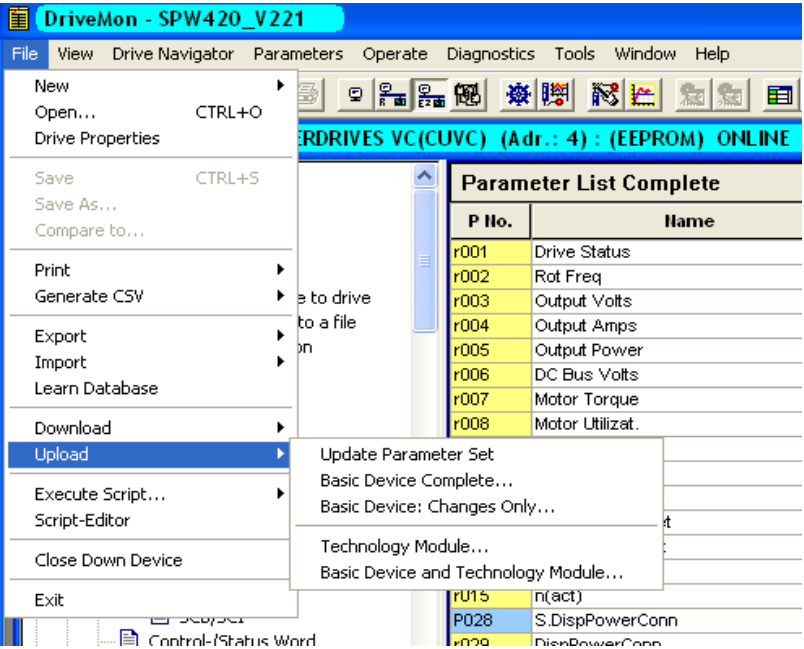 DriveMon - SPW420_V221
File View Drive Navigator Parameters Operate Diagnostics Tools Window Help
New
Open... CTRL+O
Drive Properties
Save CTRL+S
Save As...
Compare to...
Print
Generate CSV
Export
Import
Learn Database
Download
Upload
Execute Script...
Script-Editor
Close Down Device
Exit
Update Parameter Set
Basic Device Complete...
Basic Device: Changes Only...
Technology Module...
Basic Device and Technology Module...
ERDRIVES VC(CUVC) (Adr.: 4) : (EEPROM) ONLINE
e to drive
to a file
on
Control-/Status Word
Parameter List Complete
P No. Name
r001 Drive Status
r002 Rot Freq
r003 Output Volts
r004 Output Amps
r005 Output Power
r006 DC Bus Volts
r007 Motor Torque
r008 Motor Utilizat.
r015 n(act)
P028 S.DispPowerConn
r029 DispPowerConn